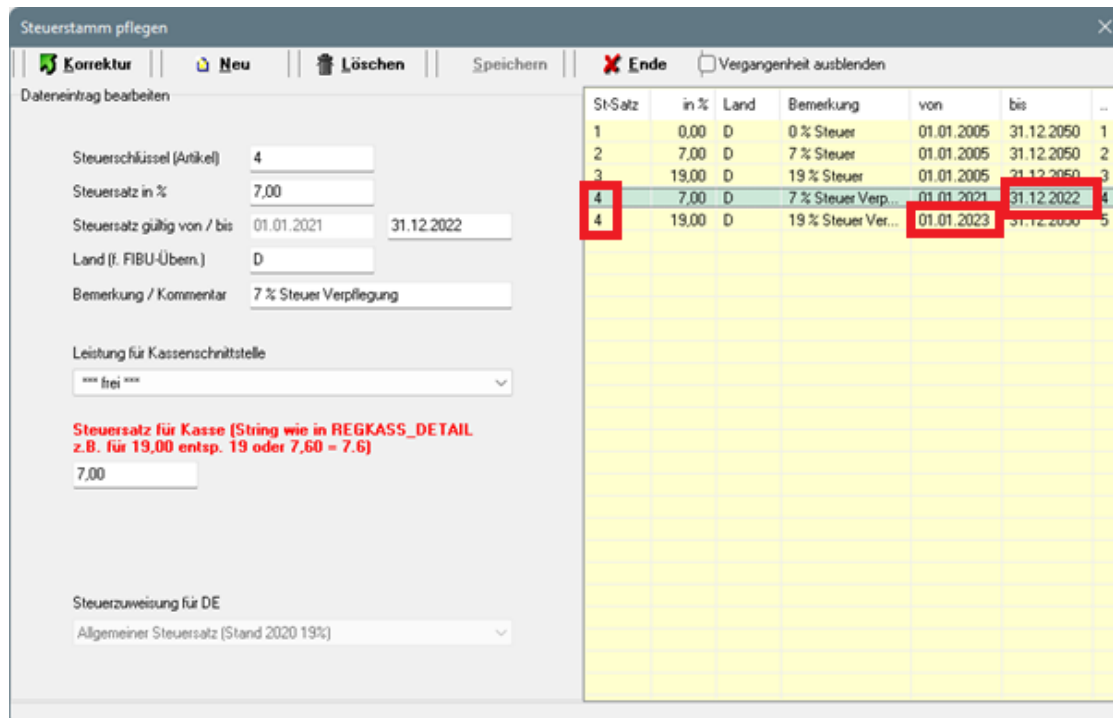 Steuerstamm pflegen
Korrektur Neu Löschen Speichern Ende Vergangenheit ausblenden
Dateneintrag bearbeiten
Steuerschlüssel (Artikel) 4
Steuersatz in % 7,00
Steuersatz gültig von / bis 01.01.2021 31.12.2022
Land (f. FIBU-Übern.) D
Bemerkung / Kommentar 7 % Steuer Verpflegung
Leistung für Kassenschnittstelle
*** frei ***
Steuersatz für Kasse (String wie in REGKASS_DETAIL
z.B. für 19,00 entsp. 19 oder 7,60 = 7.6)
7,00
Steuerzuweisung für DE
Allgemeiner Steuersatz (Stand 2020 19%)
St-Satz in % Land Bemerkung von bis ...
1 0,00 D 0 % Steuer 01.01.2005 31.12.2050 1
2 7,00 D 7 % Steuer 01.01.2005 31.12.2050 2
3 19,00 D 19 % Steuer 01.01.2005 31.12.2050 3
4 7,00 D 7 % Steuer Verp... 01.01.2021 31.12.2022 4
4 19,00 D 19 % Steuer Ver... 01.01.2023 31.12.2050 5